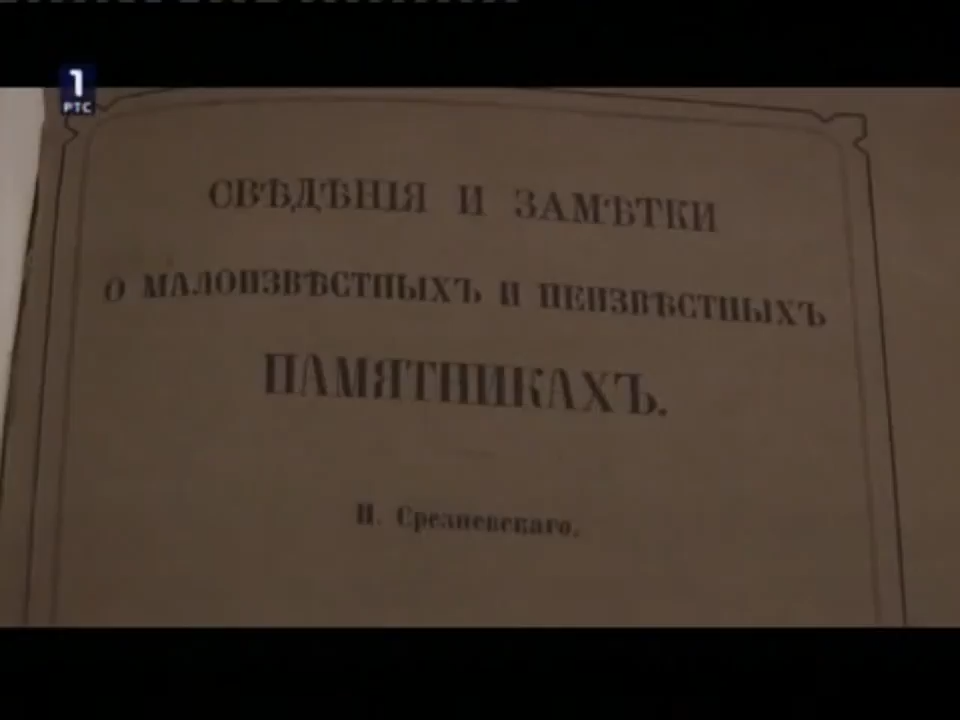 1
РТС
СВѢДѢНІЯ И ЗАМѢТКИ
О МАЛОИЗВѢСТНЫХЪ И НЕИЗВѢСТНЫХЪ
ПАМЯТНИКАХЪ.
И. Срезневскаго.